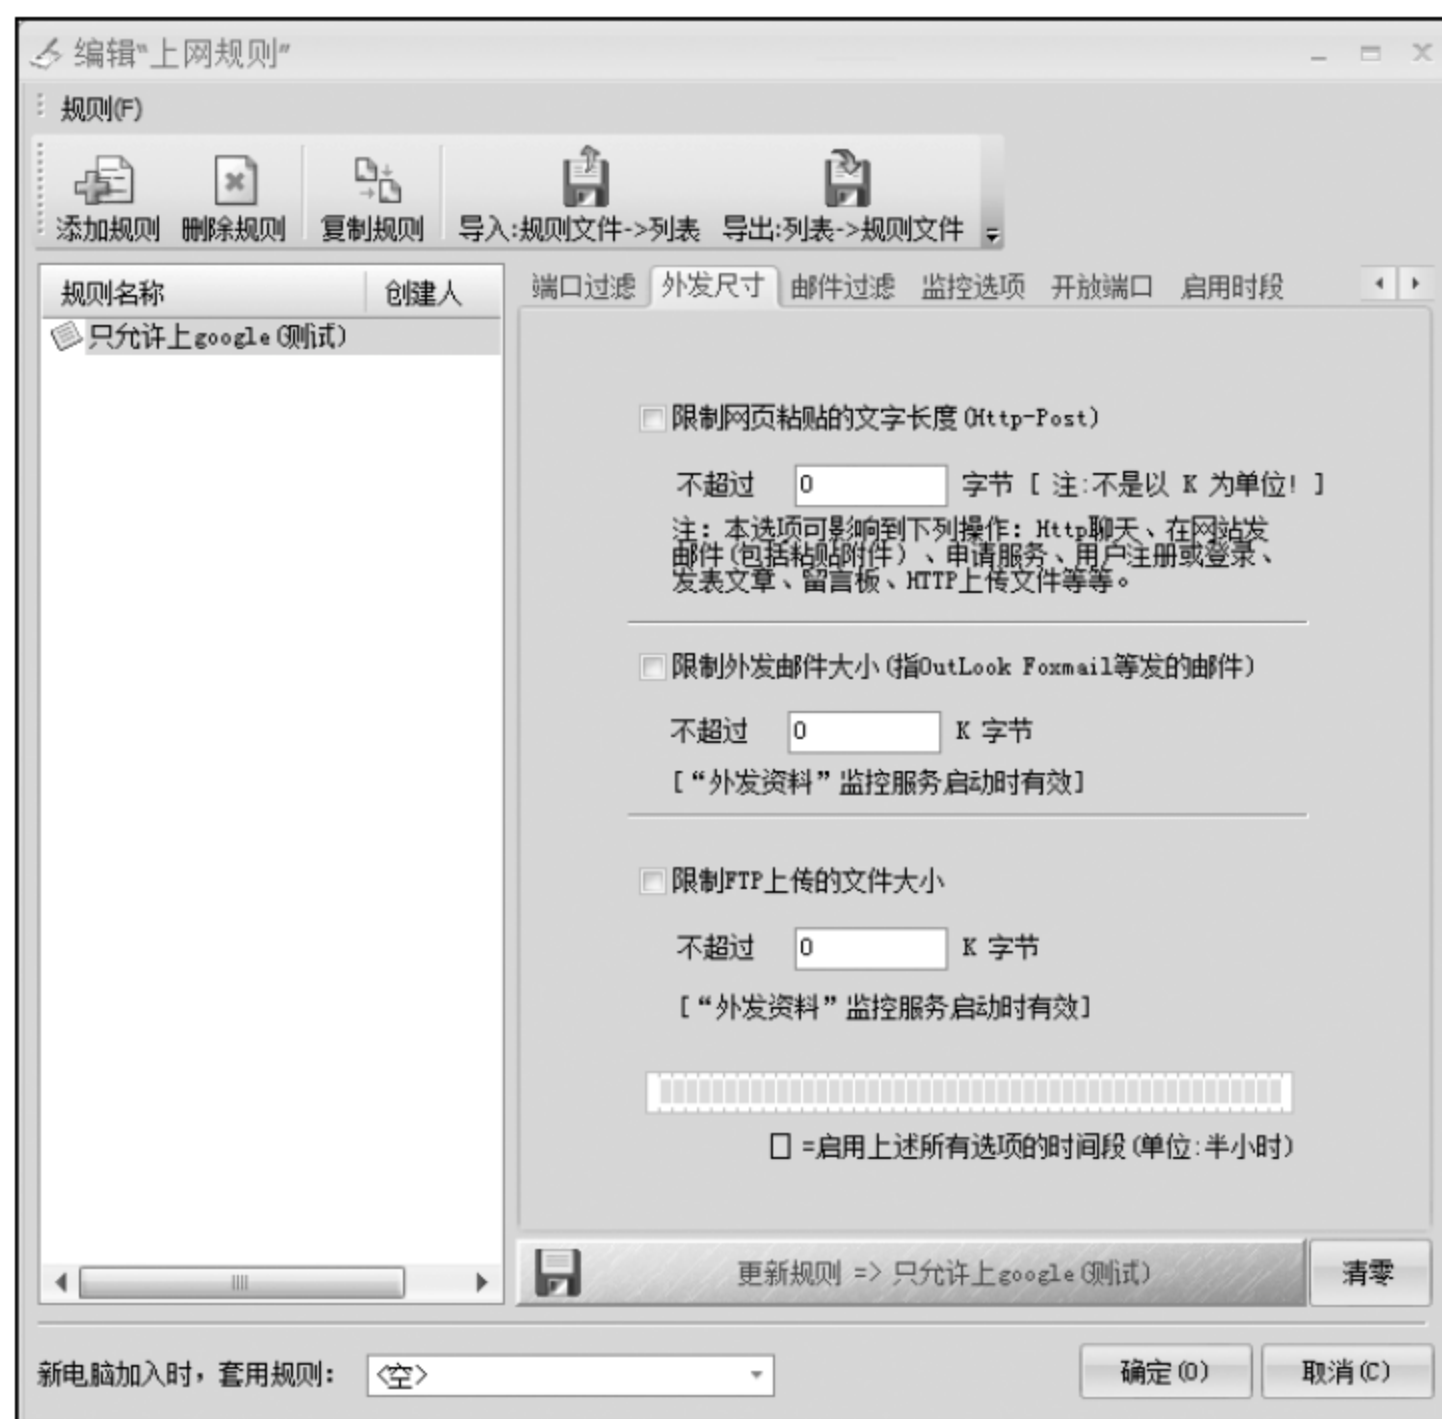 编辑“上网规则”
规则(F)
添加规则 删除规则 复制规则 导入:规则文件->列表 导出:列表->规则文件
规则名称 创建人
只允许上google(测试)
端口过滤 外发尺寸 邮件过滤 监控选项 开放端口 启用时段
限制网页粘贴的文字长度(Http-Post)
不超过 0 字节 [ 注:不是以 K 为单位! ]
注: 本选项可影响到下列操作: Http聊天、在网站发
邮件(包括粘贴附件)、申请服务、用户注册或登录、
发表文章、留言板、HTTP上传文件等等。
限制外发邮件大小(指OutLook Foxmail等发的邮件)
不超过 0 K 字节
[“外发资料”监控服务启动时有效]
限制FTP上传的文件大小
不超过 0 K 字节
[“外发资料”监控服务启动时有效]
=启用上述所有选项的时间段(单位:半小时)
更新规则 => 只允许上google(测试) 清零
新电脑加入时，套用规则: <空> 确定(O) 取消(C)